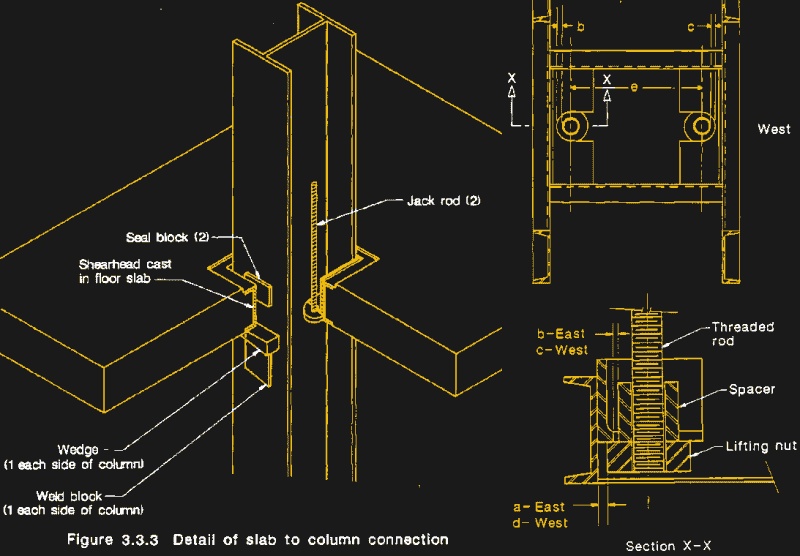 b
c
X
X
e
West
Jack rod (2)
Seal block (2)
Shearhead cast
in floor slab
b-East
c-West
Threaded
rod
Spacer
Lifting nut
Wedge -
(1 each side of column)
Weld block
(1 each side of column)
a- East
d- West
Figure 3.3.3 Detail of slab to column connection
Section X-X